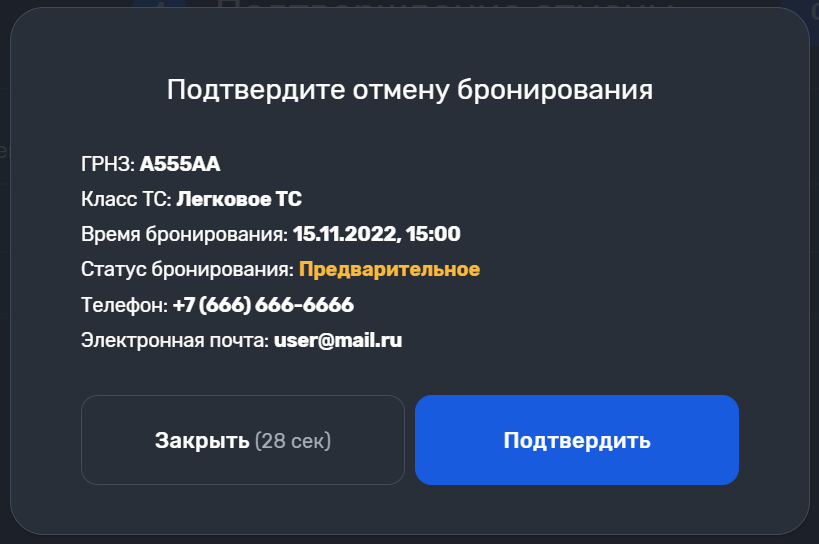 Подтвердите отмену бронирования
ГРНЗ: А555АА
Класс ТС: Легковое ТС
Время бронирования: 15.11.2022, 15:00
Статус бронирования: Предварительное
Телефон: +7 (666) 666-6666
Электронная почта: user@mail.ru
Закрыть (28 сек)
Подтвердить